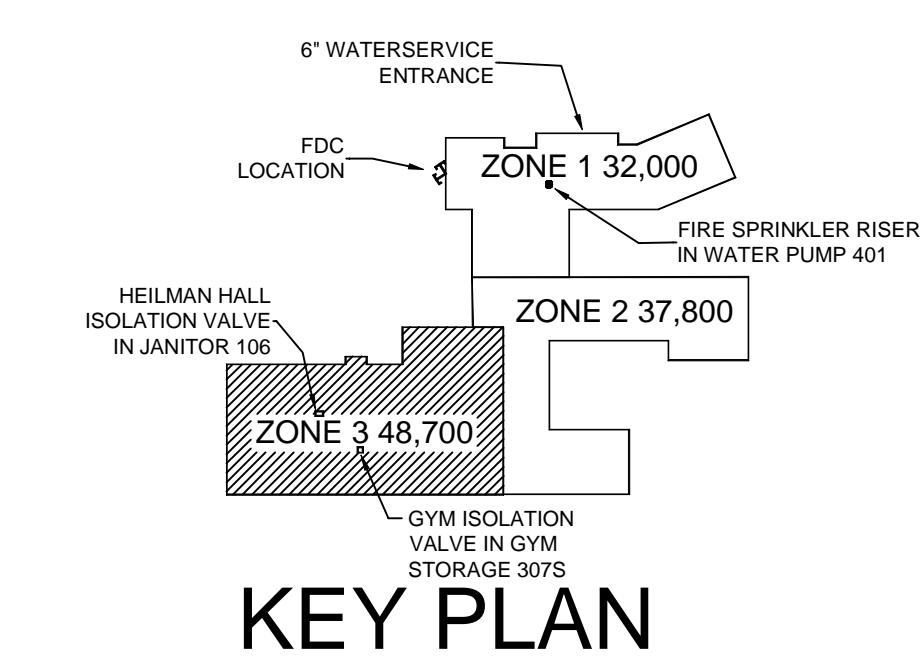 6" WATERSERVICE
ENTRANCE
FDC
LOCATION
ZONE 1 32,000
FIRE SPRINKLER RISER
IN WATER PUMP 401
HEILMAN HALL
ISOLATION VALVE
IN JANITOR 106
ZONE 2 37,800
ZONE 3 48,700
GYM ISOLATION
VALVE IN GYM
STORAGE 307S
KEY PLAN